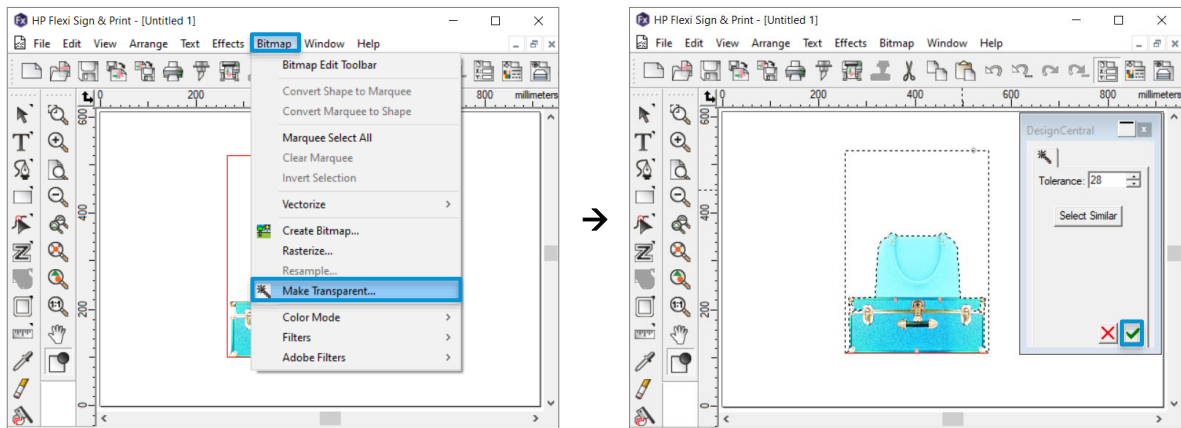 HP Flexi Sign & Print - [Untitled 1]
File Edit View Arrange Text Effects Bitmap Window Help
Bitmap Edit Toolbar
Convert Shape to Marquee
Convert Marquee to Shape
Marquee Select All
Clear Marquee
Invert Selection
Vectorize
Create Bitmap...
Rasterize...
Resample...
Make Transparent...
Color Mode
Filters
Adobe Filters
0 200 800 millimeters
600
400
200
0
HP Flexi Sign & Print - [Untitled 1]
File Edit View Arrange Text Effects Bitmap Window Help
0 200 400 600 800 millimeters
600
400
200
0
DesignCentral
Tolerance: 28
Select Similar